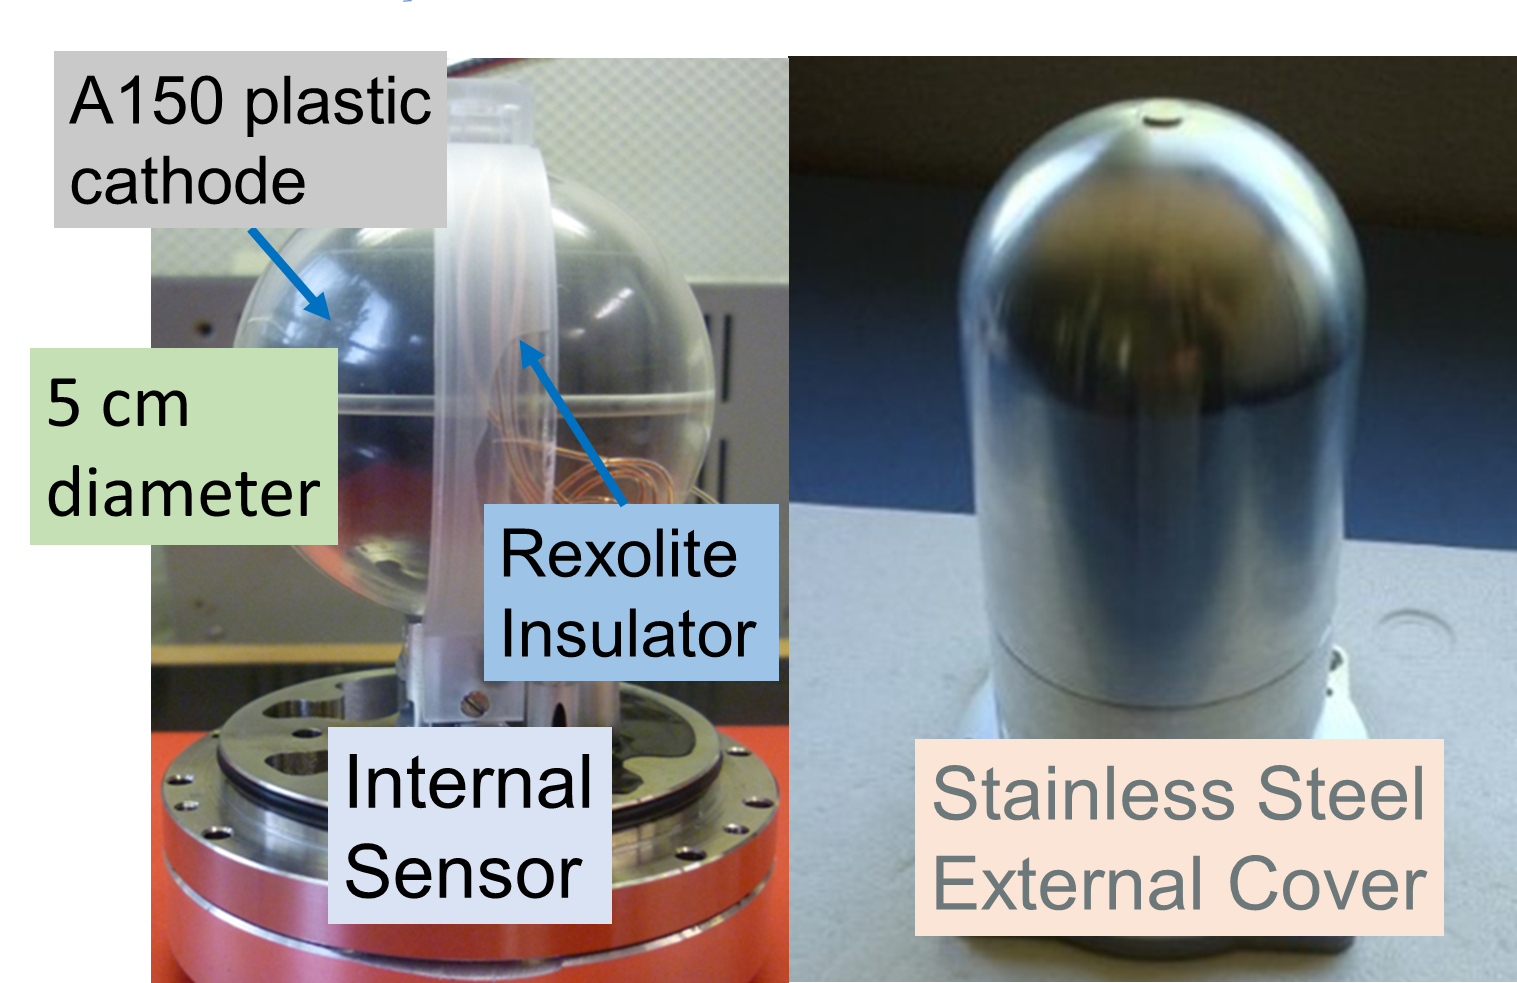 A150 plastic
cathode
5 cm
diameter
Rexolite
Insulator
Internal
Sensor
Stainless Steel
External Cover